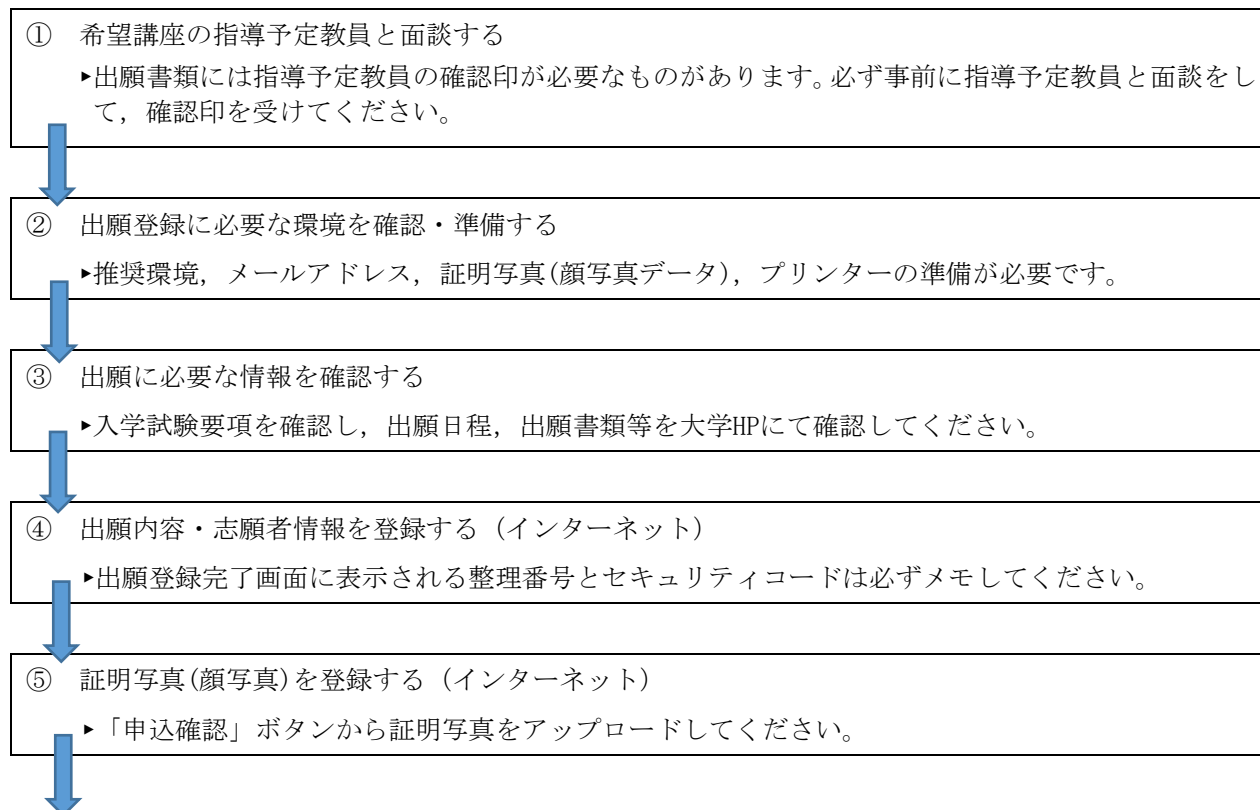 ① 希望講座の指導予定教員と面談する
▶出願書類には指導予定教員の確認印が必要なものがあります。必ず事前に指導予定教員と面談をし
て，確認印を受けてください。
② 出願登録に必要な環境を確認・準備する
▶推奨環境，メールアドレス，証明写真(顔写真データ)，プリンターの準備が必要です。
③ 出願に必要な情報を確認する
▶入学試験要項を確認し，出願日程，出願書類等を大学HPにて確認してください。
④ 出願内容・志願者情報を登録する（インターネット）
▶出願登録完了画面に表示される整理番号とセキュリティコードは必ずメモしてください。
⑤ 証明写真(顔写真)を登録する（インターネット）
▶「申込確認」ボタンから証明写真をアップロードしてください。